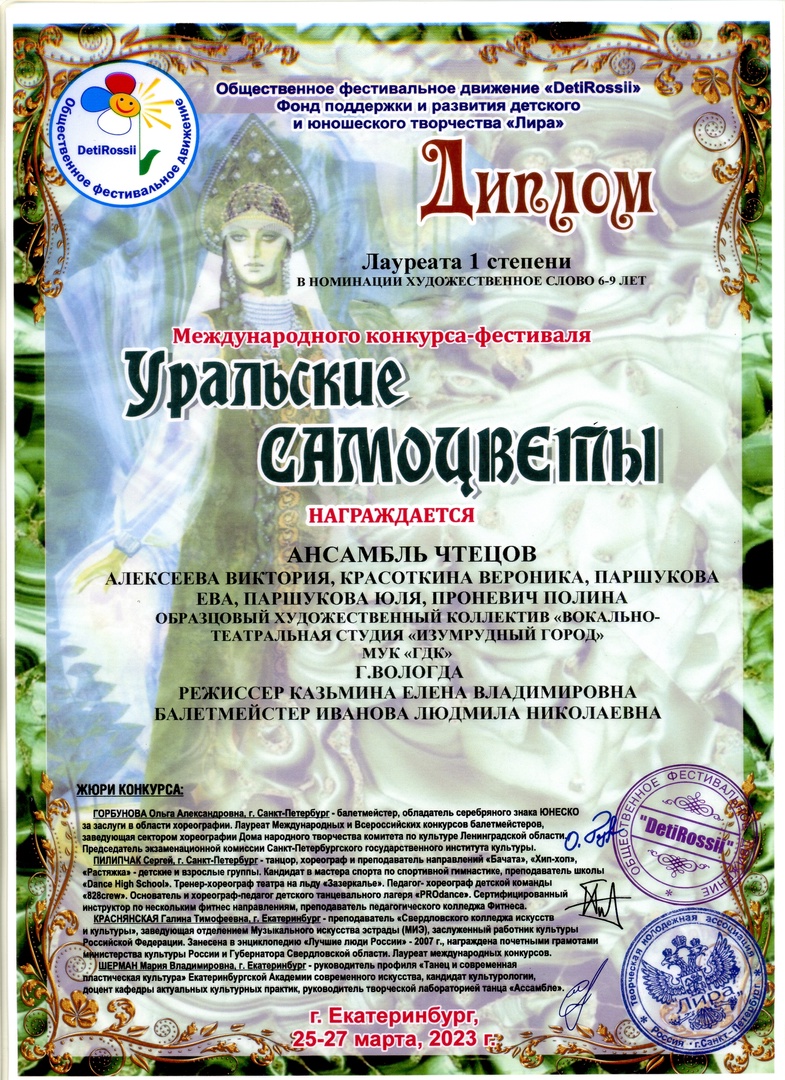 Общественное фестивальное движение
DetiRossii
Общественное фестивальное движение «DetiRossii»
Фонд поддержки и развития детского
и юношеского творчества «Лира»
Диплом
Лауреата 1 степени
В НОМИНАЦИИ ХУДОЖЕСТВЕННОЕ СЛОВО 6-9 ЛЕТ
Международного конкурса-фестиваля
Уральские
САМОЦВЕТЫ
НАГРАЖДАЕТСЯ
АНСАМБЛЬ ЧТЕЦОВ
АЛЕКСЕЕВА ВИКТОРИЯ, КРАСОТКИНА ВЕРОНИКА, ПАРШУКОВА
ЕВА, ПАРШУКОВА ЮЛЯ, ПРОНЕВИЧ ПОЛИНА
ОБРАЗЦОВЫЙ ХУДОЖЕСТВЕННЫЙ КОЛЛЕКТИВ «ВОКАЛЬНО-
ТЕАТРАЛЬНАЯ СТУДИЯ «ИЗУМРУДНЫЙ ГОРОД»
МУК «ГДК»
Г.ВОЛОГДА
РЕЖИССЕР КАЗЬМИНА ЕЛЕНА ВЛАДИМИРОВНА
БАЛЕТМЕЙСТЕР ИВАНОВА ЛЮДМИЛА НИКОЛАЕВНА
ЖЮРИ КОНКУРСА:
ГОРБУНОВА Ольга Александровна, г. Санкт-Петербург - балетмейстер, обладатель серебряного знака ЮНЕСКО
за заслуги в области хореографии. Лауреат Международных и Всероссийских конкурсов балетмейстеров,
заведующая сектором хореографии Дома народного творчества комитета по культуре Ленинградской области,
Председатель экзаменационной комиссии Санкт-Петербургского государственного института культуры.
ПИЛИПЧАК Сергей, г. Санкт-Петербург - танцор, хореограф и преподаватель направлений «Бачата», «Хип-хоп»,
«Растяжка» - детские и взрослые группы. Кандидат в мастера спорта по спортивной гимнастике, преподаватель школы
«Dance High School». Тренер-хореограф театра на льду «Зазеркалье». Педагог- хореограф детской команды
«828crew». Основатель и хореограф-педагог детского танцевального лагеря «PROdance». Сертифицированный
инструктор по нескольким фитнес направлениям, преподаватель педагогического колледжа Фитнеса.
КРАСНЯНСКАЯ Галина Тимофеевна, г. Екатеринбург - преподаватель «Свердловского колледжа искусств
и культуры», заведующая отделением Музыкального искусства эстрады (МИЭ), заслуженный работник культуры
Российской Федерации. Занесена в энциклопедию «Лучшие люди России» - 2007 г., награждена почетными грамотами
министерства культуры России и Губернатора Свердловской области. Лауреат международных конкурсов.
ШЕРМАН Мария Владимировна, г. Екатеринбург - руководитель профиля «Танец и современная
пластическая культура» Екатеринбургской Академии современного искусства, кандидат культурологии,
доцент кафедры актуальных культурных практик, руководитель творческой лабораторией танца «Ассамбле».
ОБЩЕСТВЕННОЕ ФЕСТИВАЛЬНОЕ ДВИЖЕНИЕ
"DetiRossii"
Творческая молодежная ассоциация
Лира
Россия · г.Санкт-Петербург
г. Екатеринбург,
25-27 марта, 2023 г.